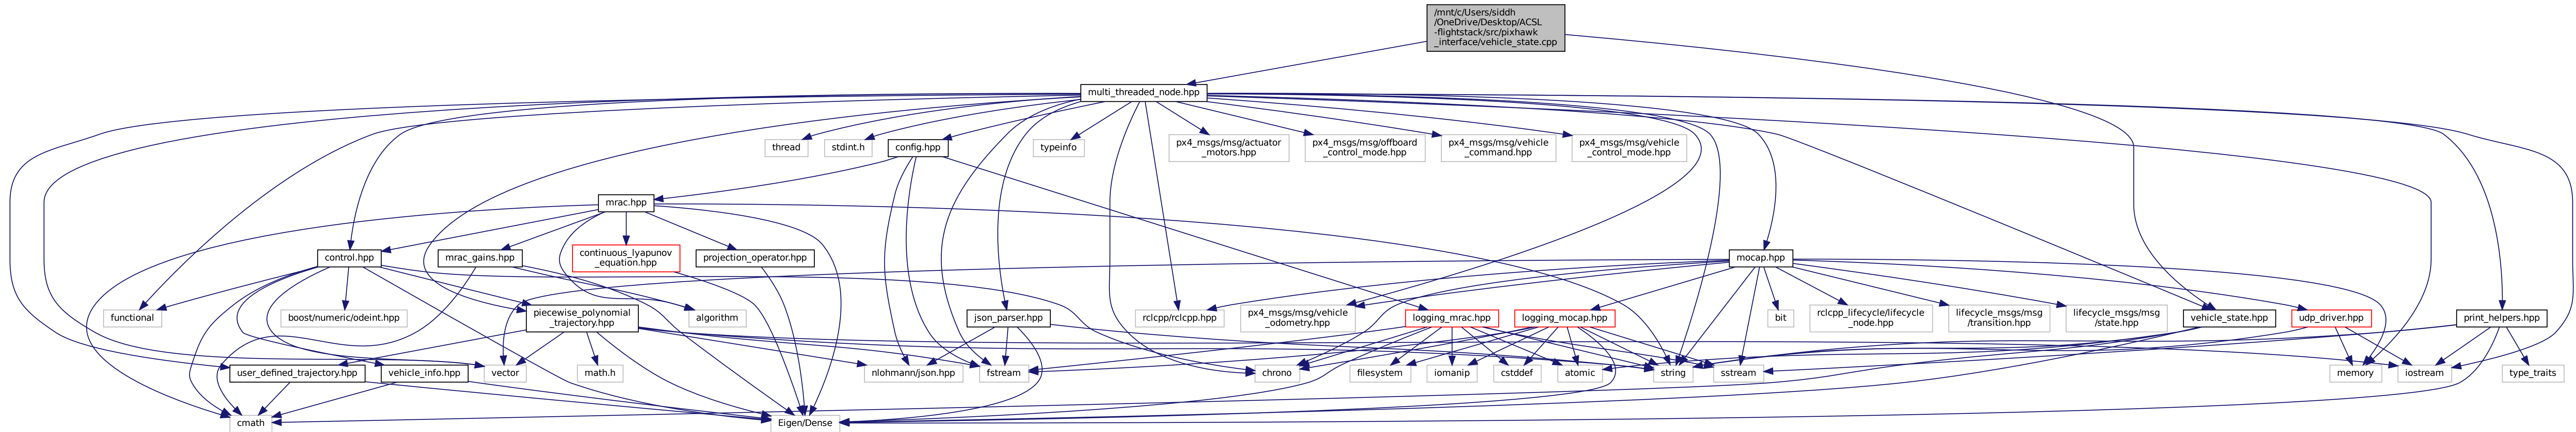 /mnt/c/Users/siddh
/OneDrive/Desktop/ACSL
-flightstack/src/pixhawk
_interface/vehicle_state.cpp
multi_threaded_node.hpp
thread
stdint.h
config.hpp
typeinfo
px4_msgs/msg/actuator
_motors.hpp
px4_msgs/msg/offboard
_control_mode.hpp
px4_msgs/msg/vehicle
_command.hpp
px4_msgs/msg/vehicle
_control_mode.hpp
mrac.hpp
control.hpp
mrac_gains.hpp
continuous_lyapunov
_equation.hpp
projection_operator.hpp
mocap.hpp
functional
boost/numeric/odeint.hpp
piecewise_polynomial
_trajectory.hpp
algorithm
json_parser.hpp
rclcpp/rclcpp.hpp
px4_msgs/msg/vehicle
_odometry.hpp
logging_mrac.hpp
logging_mocap.hpp
bit
rclcpp_lifecycle/lifecycle
_node.hpp
lifecycle_msgs/msg
/transition.hpp
lifecycle_msgs/msg
/state.hpp
vehicle_state.hpp
udp_driver.hpp
print_helpers.hpp
user_defined_trajectory.hpp
vehicle_info.hpp
vector
math.h
nlohmann/json.hpp
fstream
chrono
filesystem
iomanip
cstddef
atomic
string
sstream
memory
iostream
type_traits
cmath
Eigen/Dense